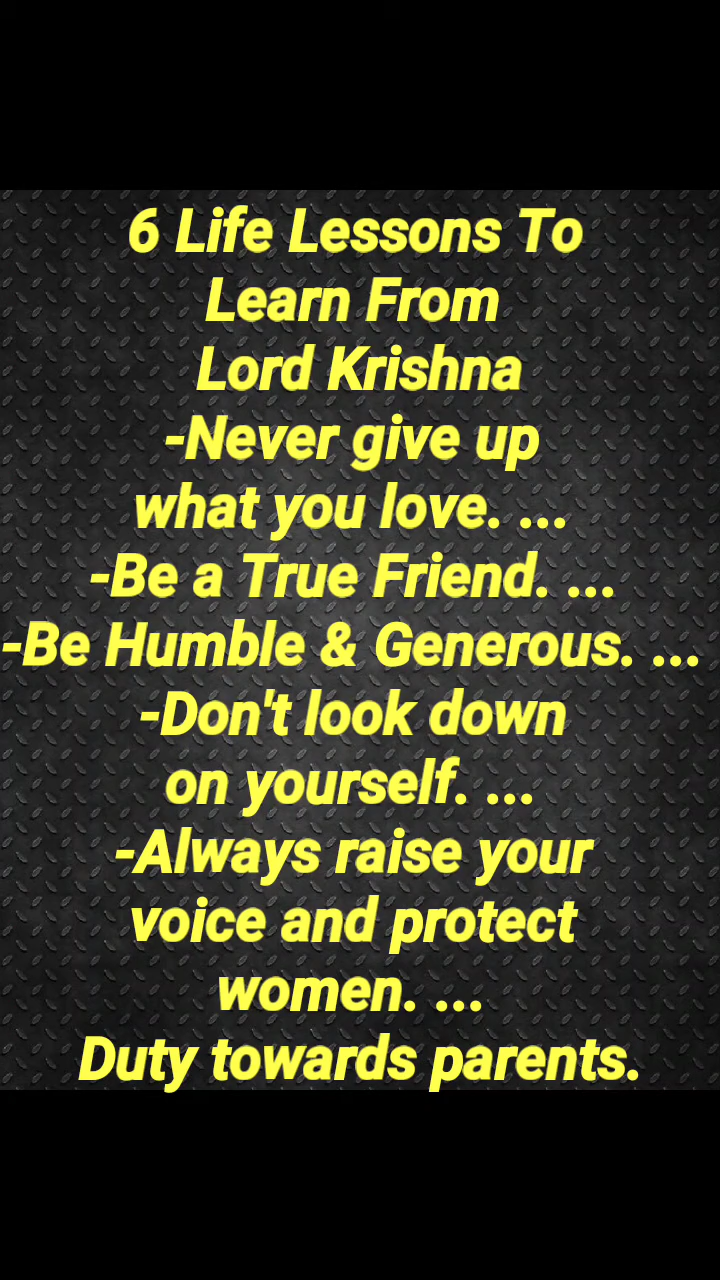 6 Life Lessons To
Learn From
Lord Krishna
-Never give up
what you love. ...
-Be a True Friend. ...
-Be Humble & Generous. ...
-Don't look down
on yourself. ...
-Always raise your
voice and protect
women. ...
Duty towards parents.